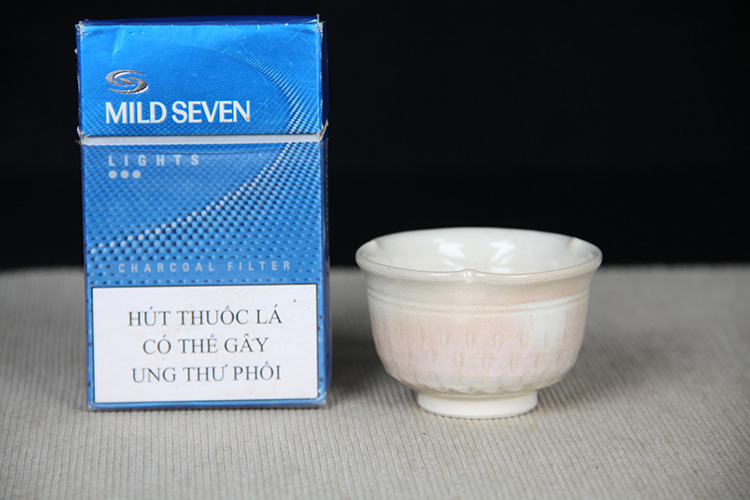 MILD SEVEN
LIGHTS
CHARCOAL FILTER
HÚT THUỐC LÁ
CÓ THỂ GÂY
UNG THƯ PHỔI